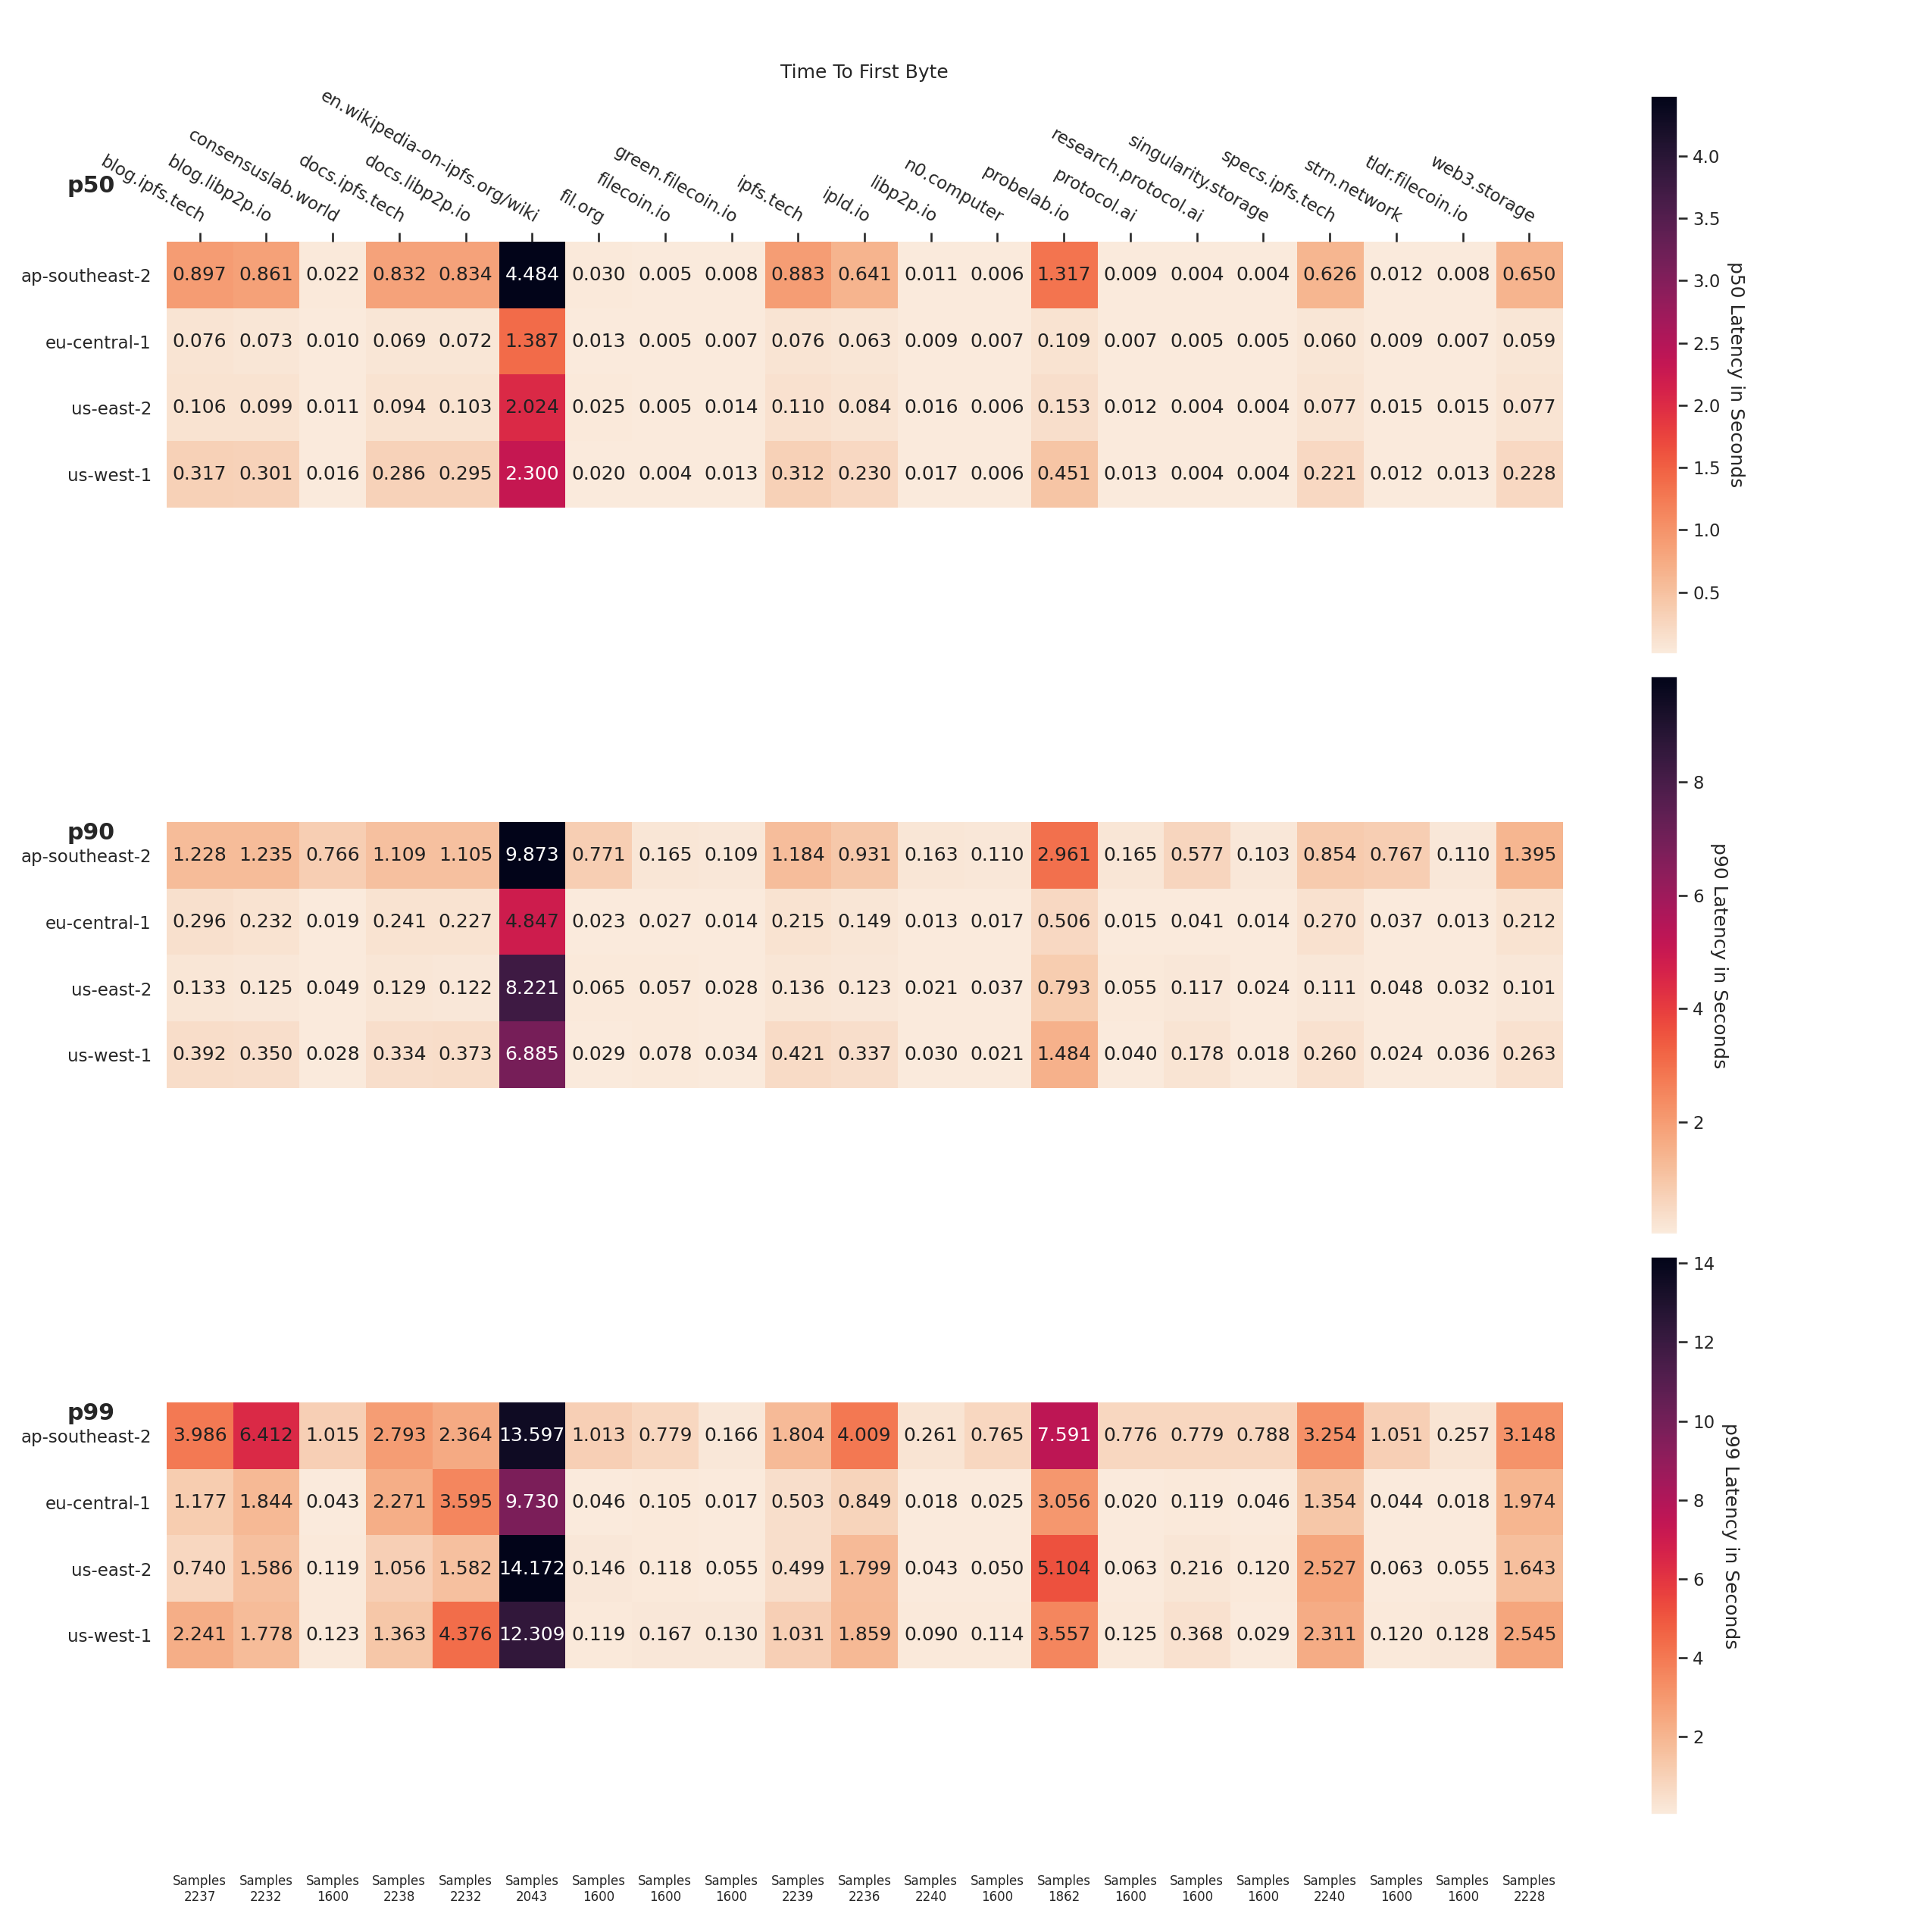 Time To First Byte
blog.ipfs.tech
blog.libp2p.io
consensuslab.world
docs.ipfs.tech
docs.libp2p.io
en.wikipedia-on-ipfs.org/wiki
fil.org
filecoin.io
green.filecoin.io
ipfs.tech
ipld.io
libp2p.io
n0.computer
probelab.io
protocol.ai
research.protocol.ai
singularity.storage
specs.ipfs.tech
strn.network
tldr.filecoin.io
web3.storage
p50
ap-southeast-2 0.897 0.861 0.022 0.832 0.834 4.484 0.030 0.005 0.008 0.883 0.641 0.011 0.006 1.317 0.009 0.004 0.004 0.626 0.012 0.008 0.650
eu-central-1 0.076 0.073 0.010 0.069 0.072 1.387 0.013 0.005 0.007 0.076 0.063 0.009 0.007 0.109 0.007 0.005 0.005 0.060 0.009 0.007 0.059
us-east-2 0.106 0.099 0.011 0.094 0.103 2.024 0.025 0.005 0.014 0.110 0.084 0.016 0.006 0.153 0.012 0.004 0.004 0.077 0.015 0.015 0.077
us-west-1 0.317 0.301 0.016 0.286 0.295 2.300 0.020 0.004 0.013 0.312 0.230 0.017 0.006 0.451 0.013 0.004 0.004 0.221 0.012 0.013 0.228
4.0
3.5
3.0
2.5
2.0
1.5
1.0
0.5
p50 Latency in Seconds
p90
ap-southeast-2 1.228 1.235 0.766 1.109 1.105 9.873 0.771 0.165 0.109 1.184 0.931 0.163 0.110 2.961 0.165 0.577 0.103 0.854 0.767 0.110 1.395
eu-central-1 0.296 0.232 0.019 0.241 0.227 4.847 0.023 0.027 0.014 0.215 0.149 0.013 0.017 0.506 0.015 0.041 0.014 0.270 0.037 0.013 0.212
us-east-2 0.133 0.125 0.049 0.129 0.122 8.221 0.065 0.057 0.028 0.136 0.123 0.021 0.037 0.793 0.055 0.117 0.024 0.111 0.048 0.032 0.101
us-west-1 0.392 0.350 0.028 0.334 0.373 6.885 0.029 0.078 0.034 0.421 0.337 0.030 0.021 1.484 0.040 0.178 0.018 0.260 0.024 0.036 0.263
8
6
4
2
p90 Latency in Seconds
p99
ap-southeast-2 3.986 6.412 1.015 2.793 2.364 13.597 1.013 0.779 0.166 1.804 4.009 0.261 0.765 7.591 0.776 0.779 0.788 3.254 1.051 0.257 3.148
eu-central-1 1.177 1.844 0.043 2.271 3.595 9.730 0.046 0.105 0.017 0.503 0.849 0.018 0.025 3.056 0.020 0.119 0.046 1.354 0.044 0.018 1.974
us-east-2 0.740 1.586 0.119 1.056 1.582 14.172 0.146 0.118 0.055 0.499 1.799 0.043 0.050 5.104 0.063 0.216 0.120 2.527 0.063 0.055 1.643
us-west-1 2.241 1.778 0.123 1.363 4.376 12.309 0.119 0.167 0.130 1.031 1.859 0.090 0.114 3.557 0.125 0.368 0.029 2.311 0.120 0.128 2.545
14
12
10
8
6
4
2
p99 Latency in Seconds
Samples Samples Samples Samples Samples Samples Samples Samples Samples Samples Samples Samples Samples Samples Samples Samples Samples Samples Samples Samples Samples
2237 2232 1600 2238 2232 2043 1600 1600 1600 2239 2236 2240 1600 1862 1600 1600 1600 2240 1600 1600 2228